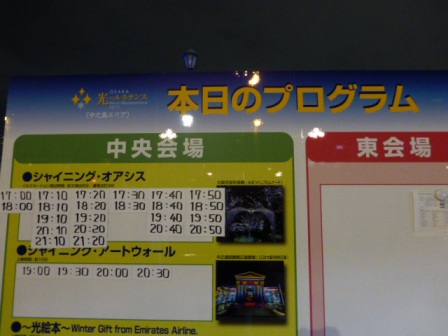 OSAKA
光のルネサンス
本日のプログラム
中央会場
東会場
●シャイニング・オアシス
17:00 17:10 17:20 17:30 17:40 17:50
18:00 18:10 18:20 18:30 18:40 18:50
19:10 19:20 19:40 19:50
20:10 20:20 20:40 20:50
21:10 21:20
●シャイニング・アートウォール
19:00 19:30 20:00 20:30
●〜光絵本〜 Winter Gift from Emirates Airline.